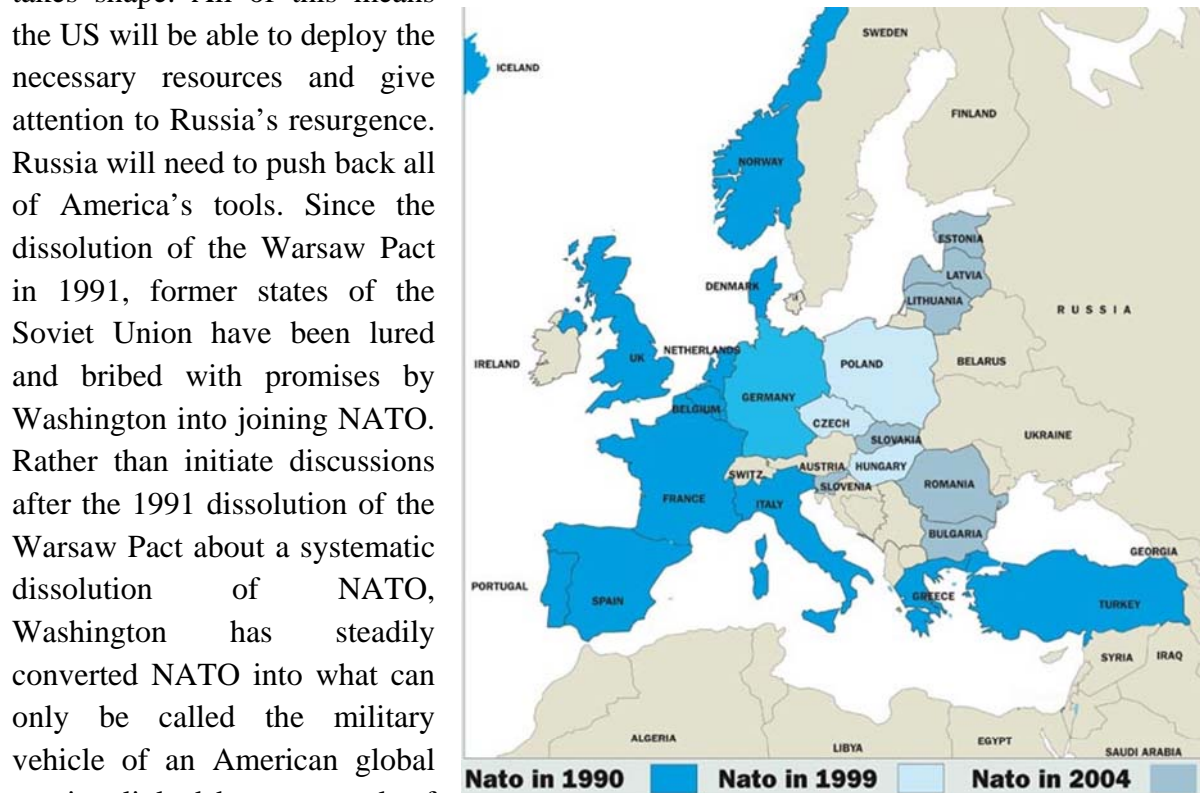 the US will be able to deploy the
necessary resources and give
attention to Russia’s resurgence.
Russia will need to push back all
of America’s tools. Since the
dissolution of the Warsaw Pact
in 1991, former states of the
Soviet Union have been lured
and bribed with promises by
Washington into joining NATO.
Rather than initiate discussions
after the 1991 dissolution of the
Warsaw Pact about a systematic
dissolution of NATO,
Washington has steadily
converted NATO into what can
only be called the military
vehicle of an American global
SWEDEN
ICELAND
FINLAND
NORWAY
ESTONIA
LATVIA
DENMARK
LITHUANIA
RUSSIA
NETHERLANDS
IRELAND
UK
POLAND
BELARUS
GERMANY
BELGIUM
CZECH
UKRAINE
SLOVAKIA
SWITZ
AUSTRIA
HUNGARY
SLOVENIA
ROMANIA
FRANCE
ITALY
BULGARIA
GEORGIA
PORTUGAL
SPAIN
GREECE
TURKEY
SYRIA
IRAQ
ALGERIA
LIBYA
EGYPT
SAUDI ARABIA
Nato in 1990
Nato in 1999
Nato in 2004